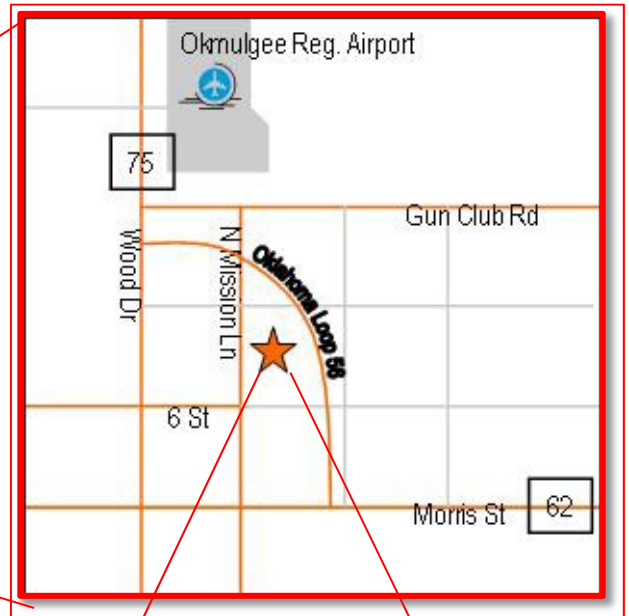 Okmulgee Reg. Airport
75
Gun Club Rd
Wood Dr
N Mission Ln
Oklahoma Loop 56
6 St
Morris St
62